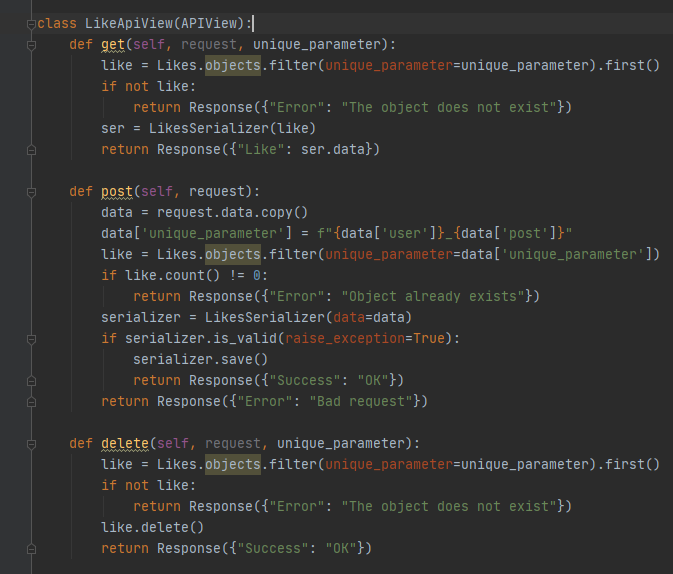 class LikeApiView(APIView):
    def get(self, request, unique_parameter):
        like = Likes.objects.filter(unique_parameter=unique_parameter).first()
        if not like:
            return Response({"Error": "The object does not exist"})
        ser = LikesSerializer(like)
        return Response({"Like": ser.data})

    def post(self, request):
        data = request.data.copy()
        data['unique_parameter'] = f"{data['user']}_{data['post']}"
        like = Likes.objects.filter(unique_parameter=data['unique_parameter'])
        if like.count() != 0:
            return Response({"Error": "Object already exists"})
        serializer = LikesSerializer(data=data)
        if serializer.is_valid(raise_exception=True):
            serializer.save()
            return Response({"Success": "OK"})
        return Response({"Error": "Bad request"})

    def delete(self, request, unique_parameter):
        like = Likes.objects.filter(unique_parameter=unique_parameter).first()
        if not like:
            return Response({"Error": "The object does not exist"})
        like.delete()
        return Response({"Success": "OK"})